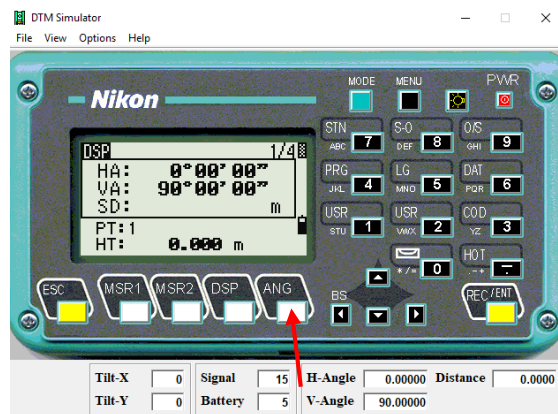 DTM Simulator
File View Options Help
Nikon
MODE MENU PWR
DSP 1/4
HA: 0°00'00"
VA: 90°00'00"
SD: m
PT:1
HT: 0.000 m
STN ABC 7 S-O DEF 8 O/S GHI 9
PRG JKL 4 LG MNO 5 DAT PQR 6
USR STU 1 USR VWX 2 COD YZ 3
*/= 0 HOT .-+ −
BS
ESC MSR1 MSR2 DSP ANG REC/ENT
Tilt-X 0 Signal 15 H-Angle 0.00000 Distance 0.0000
Tilt-Y 0 Battery 5 V-Angle 90.00000